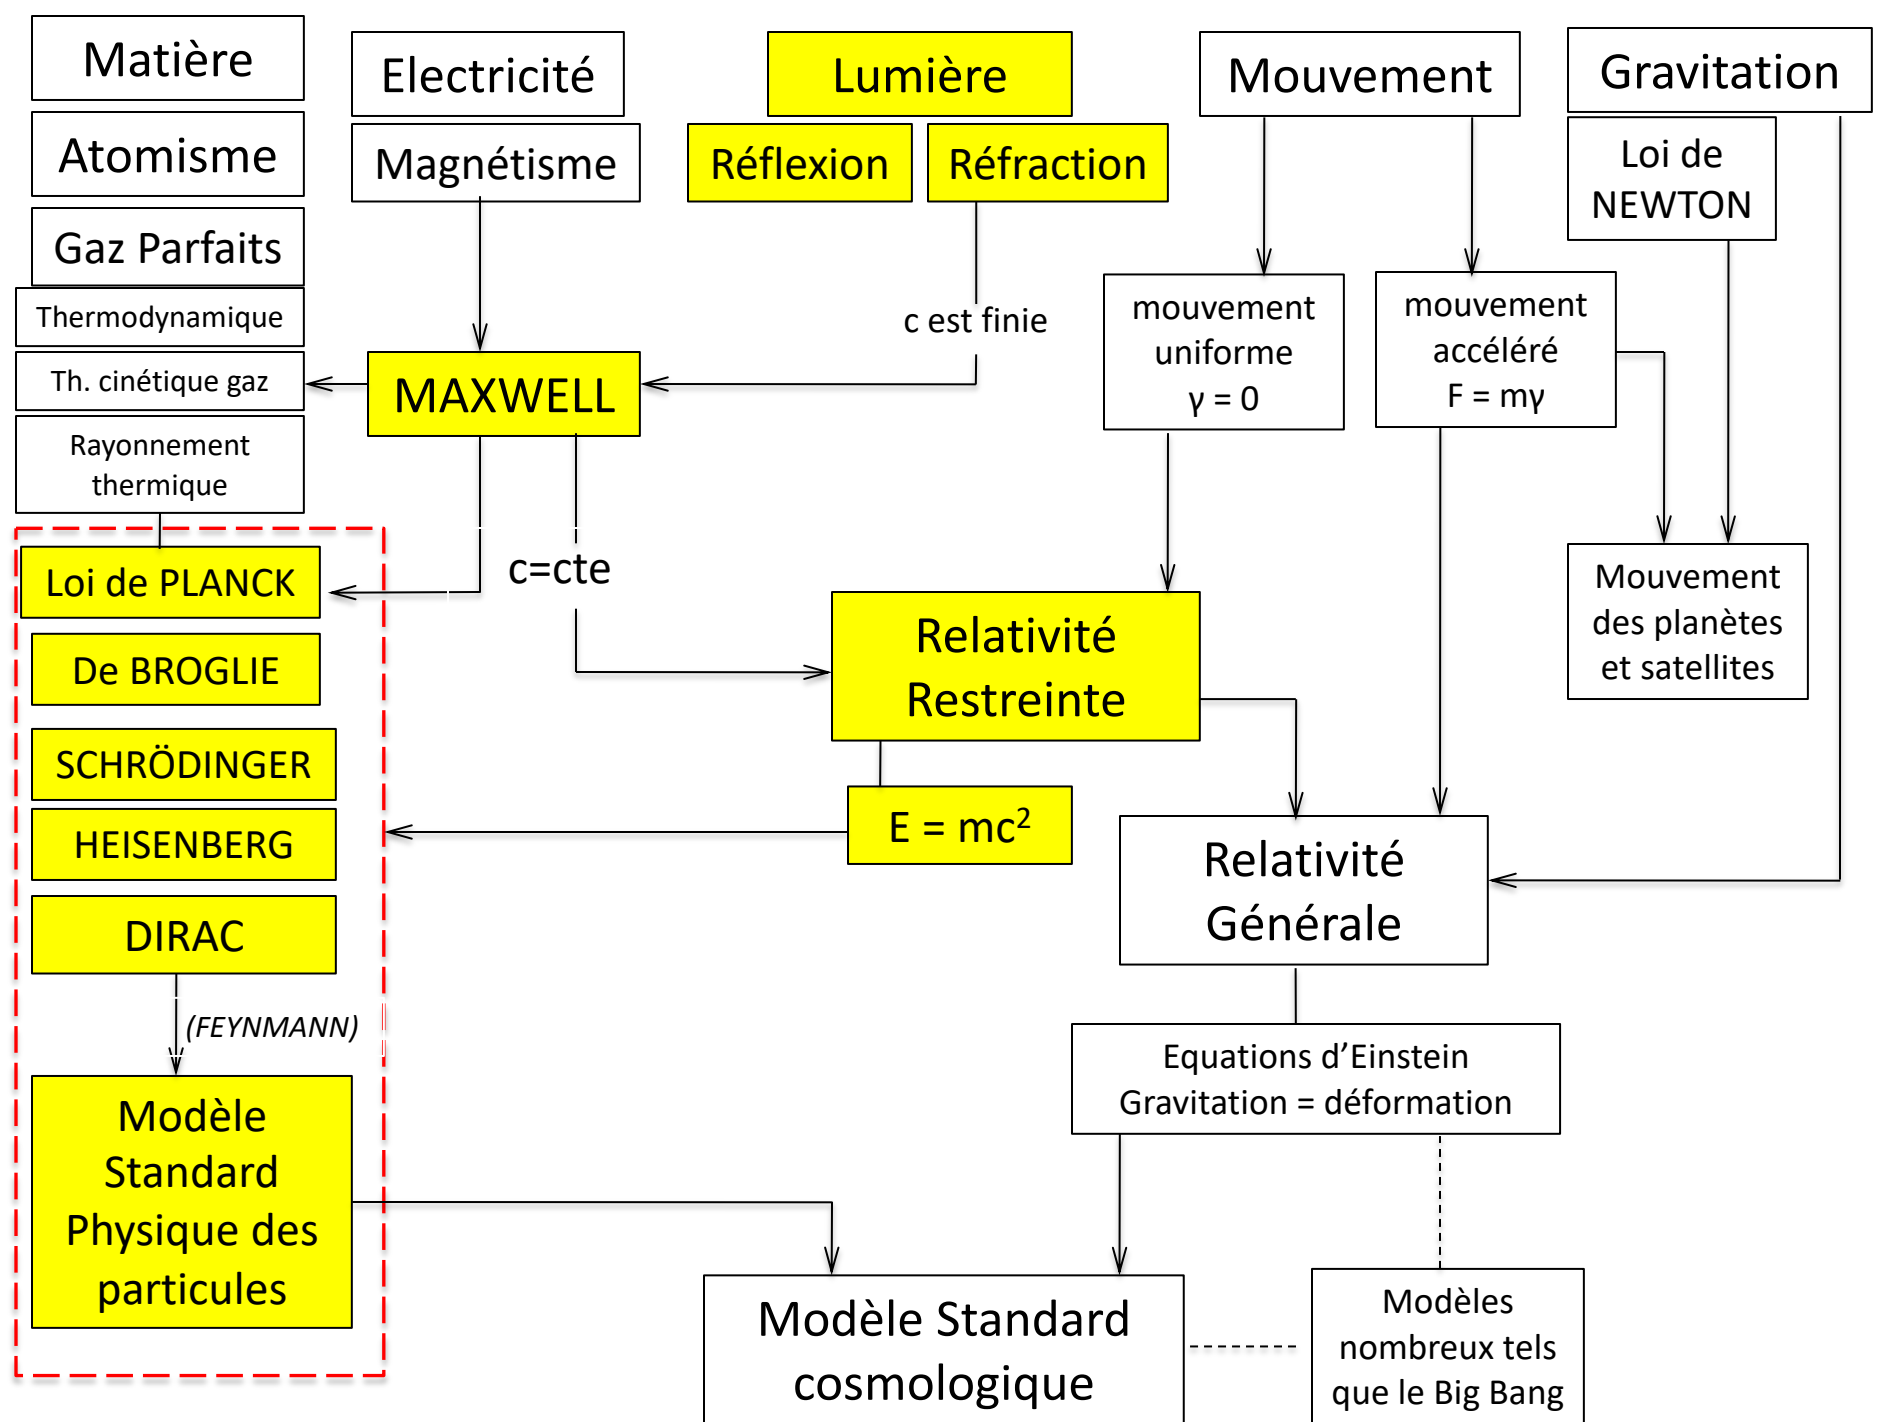 Matière
Atomisme
Gaz Parfaits
Thermodynamique
Th. cinétique gaz
Rayonnement
thermique
Electricité
Magnétisme
Lumière
Réflexion
Réfraction
Mouvement
Gravitation
Loi de
NEWTON
c est finie
mouvement
uniforme
γ = 0
mouvement
accéléré
F = mγ
MAXWELL
c=cte
Loi de PLANCK
De BROGLIE
SCHRÖDINGER
HEISENBERG
DIRAC
(FEYNMANN)
Modèle
Standard
Physique des
particules
Relativité
Restreinte
E = mc²
Mouvement
des planètes
et satellites
Relativité
Générale
Equations d’Einstein
Gravitation = déformation
Modèle Standard
cosmologique
Modèles
nombreux tels
que le Big Bang